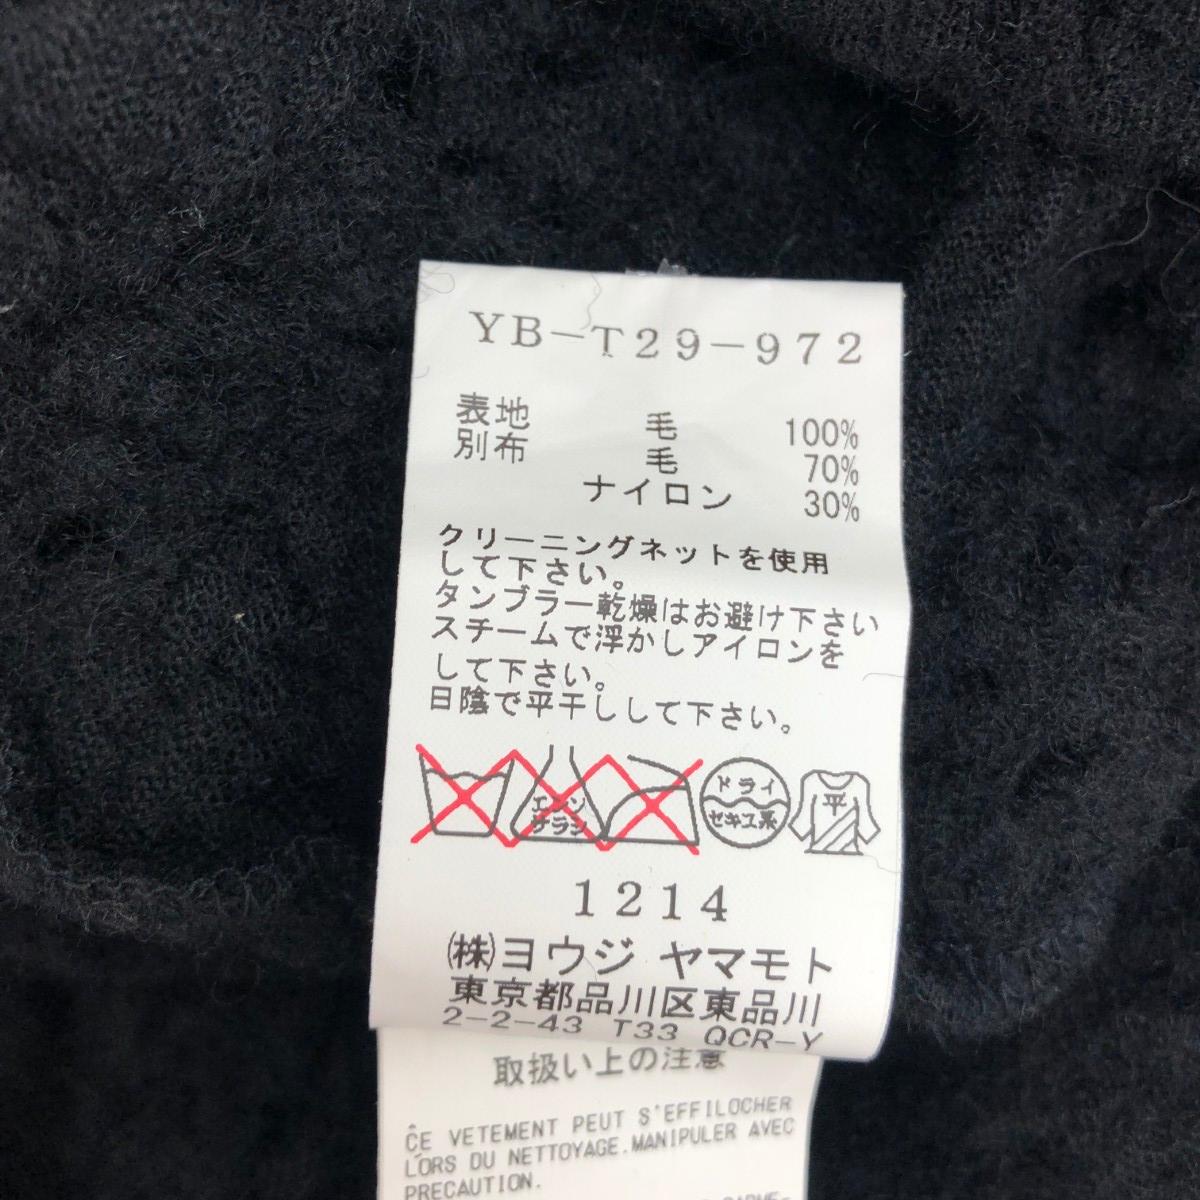 YB-T29-972
表地 毛 100%
別布 毛 70%
ナイロン 30%
クリーニングネットを使用
して下さい。
タンブラー乾燥はお避け下さい
スチームで浮かしアイロンを
して下さい。
日陰で平干しして下さい。
エンソ サラシ ドライ セキユ系 平
1214
㈱ヨウジ ヤマモト
東京都品川区東品川
2-2-43 T33 QCR-Y
取扱い上の注意
CE VETEMENT PEUT S'EFFILOCHER
LORS DU NETTOYAGE.MANIPULER AVEC
PRECAUTION.